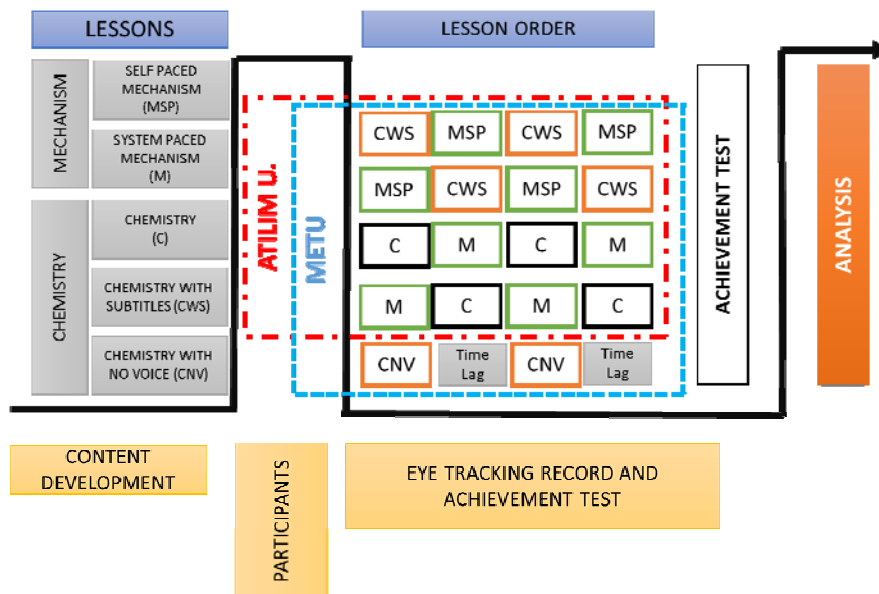 LESSONS
LESSON ORDER
MECHANISM
SELF PACED
MECHANISM
(MSP)
SYSTEM PACED
MECHANISM
(M)
CHEMISTRY
CHEMISTRY
(C)
CHEMISTRY WITH
SUBTITLES (CWS)
CHEMISTRY WITH
NO VOICE (CNV)
ATILIM U.
METU
CWS MSP CWS MSP
MSP CWS MSP CWS
C M C M
M C M C
CNV Time Lag CNV Time Lag
ACHIEVEMENT TEST
ANALYSIS
CONTENT
DEVELOPMENT
PARTICIPANTS
EYE TRACKING RECORD AND
ACHIEVEMENT TEST